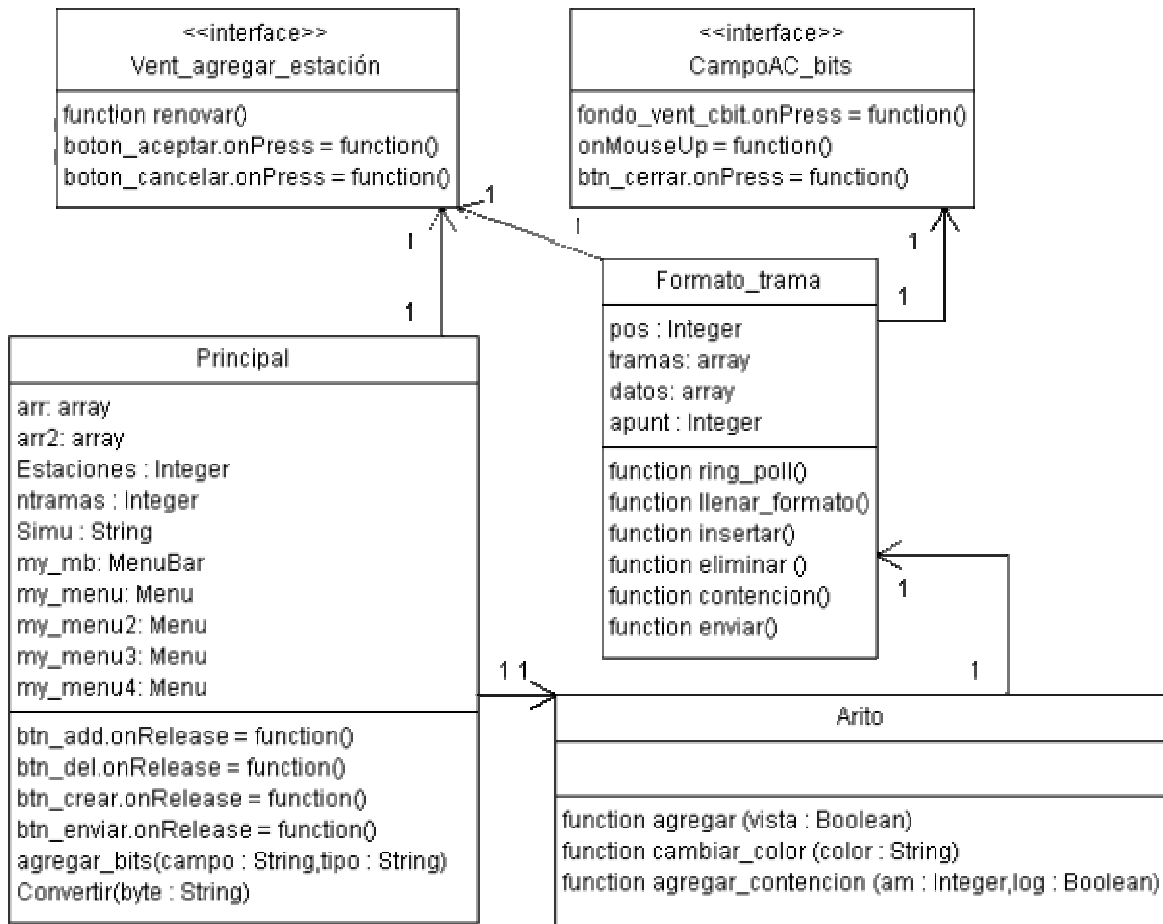 <<interface>>
Vent_agregar_estación
function renovar()
boton_aceptar.onPress = function()
boton_cancelar.onPress = function()
<<interface>>
CampoAC_bits
fondo_vent_cbit.onPress = function()
onMouseUp = function()
btn_cerrar.onPress = function()
1
1
1
1
1
1
Formato_trama
pos : Integer
tramas: array
datos: array
apunt : Integer
function ring_poll()
function llenar_formato()
function insertar()
function eliminar ()
function contencion()
function enviar()
Principal
arr: array
arr2: array
Estaciones : Integer
ntramas : Integer
Simu : String
my_mb: MenuBar
my_menu: Menu
my_menu2: Menu
my_menu3: Menu
my_menu4: Menu
btn_add.onRelease = function()
btn_del.onRelease = function()
btn_crear.onRelease = function()
btn_enviar.onRelease = function()
agregar_bits(campo : String,tipo : String)
Convertir(byte : String)
1
1 1
1
Arito
function agregar (vista : Boolean)
function cambiar_color (color : String)
function agregar_contencion (am : Integer,log : Boolean)